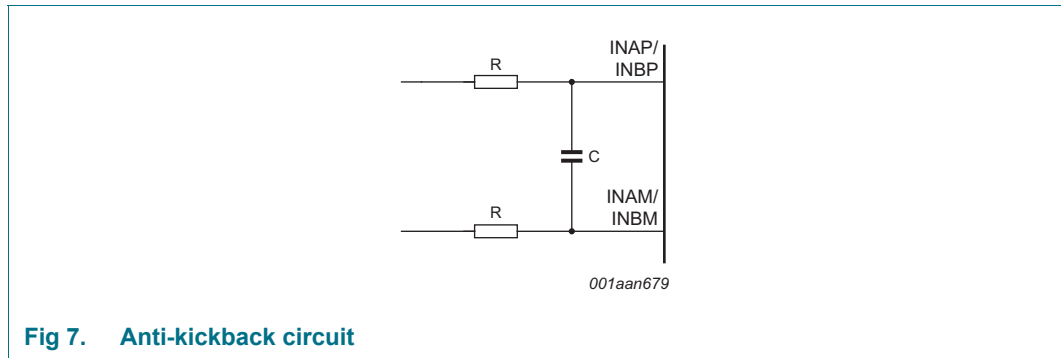 INAP/
INBP
R
C
INAM/
INBM
R
001aan679
Fig 7. Anti-kickback circuit